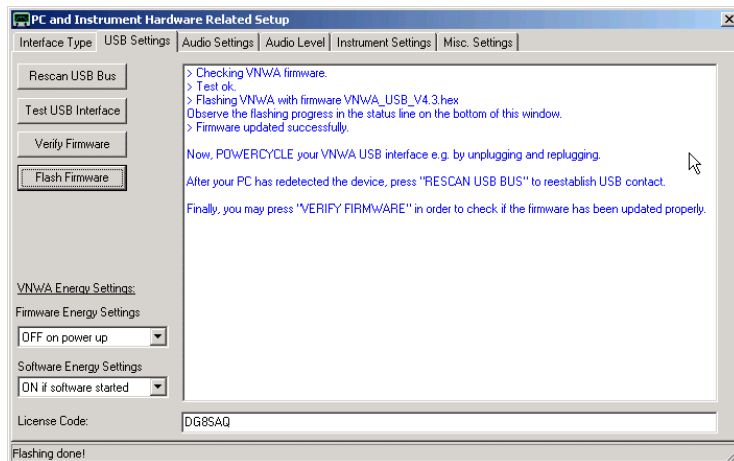 PC and Instrument Hardware Related Setup
Interface Type USB Settings Audio Settings Audio Level Instrument Settings Misc. Settings
Rescan USB Bus
Test USB Interface
Verify Firmware
Flash Firmware
> Checking VNWA firmware.
> Test ok.
> Flashing VNWA with firmware VNWA_USB_V4.3.hex
Observe the flashing progress in the status line on the bottom of this window.
> Firmware updated successfully.
Now, POWERCYCLE your VNWA USB interface e.g. by unplugging and replugging.
After your PC has redetected the device, press "RESCAN USB BUS" to reestablish USB contact.
Finally, you may press "VERIFY FIRMWARE" in order to check if the firmware has been updated properly.
VNWA Energy Settings:
Firmware Energy Settings
OFF on power up
Software Energy Settings
ON if software started
License Code:
DG8SAQ
Flashing done!